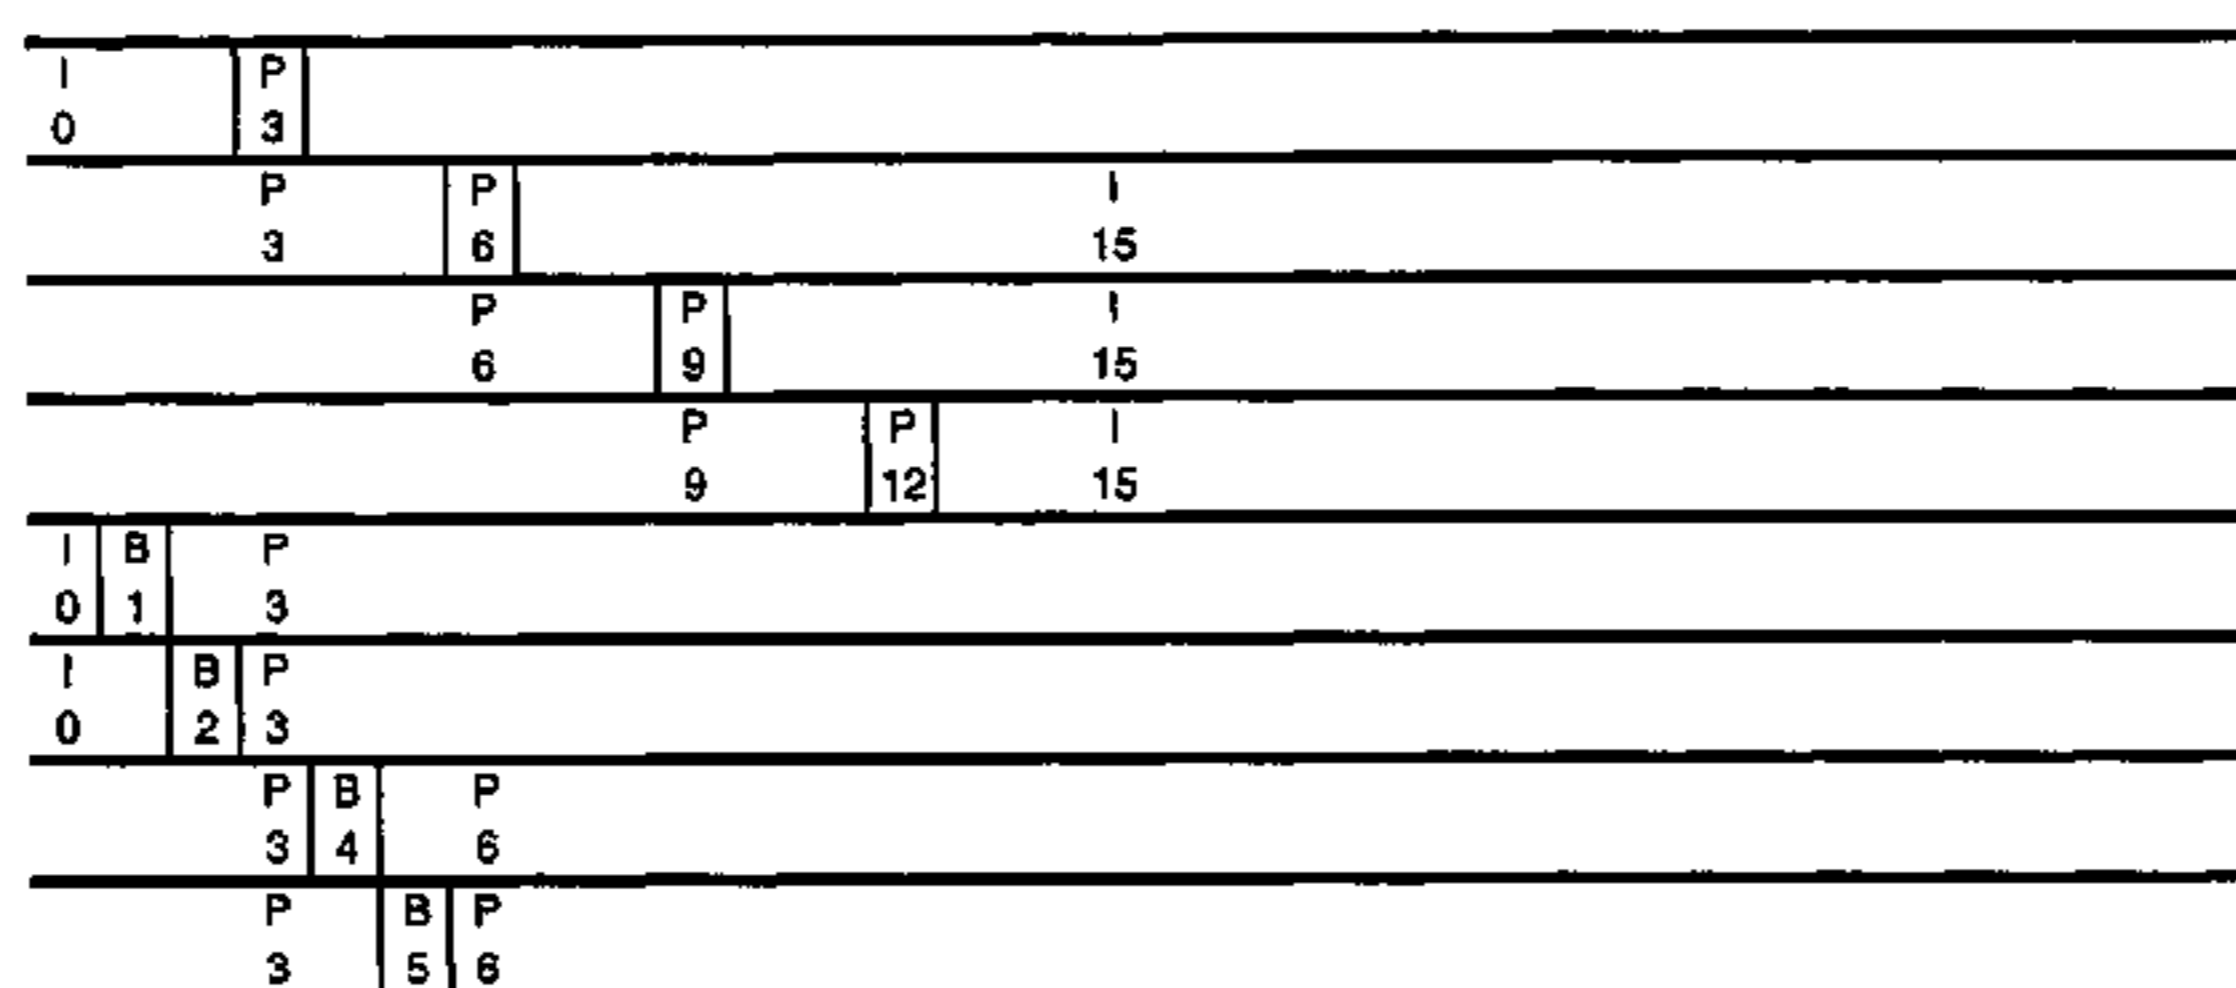 I P
0 3
P P I
3 6 15
P P I
6 9 15
P P I
9 12 15
I B P
0 1 3
I B P
0 2 3
P B P
3 4 6
P B P
3 5 6